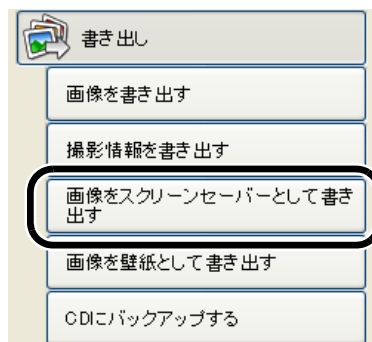 書き出し
画像を書き出す
撮影情報を書き出す
画像をスクリーンセーバーとして書き
出す
画像を壁紙として書き出す
CDにバックアップする